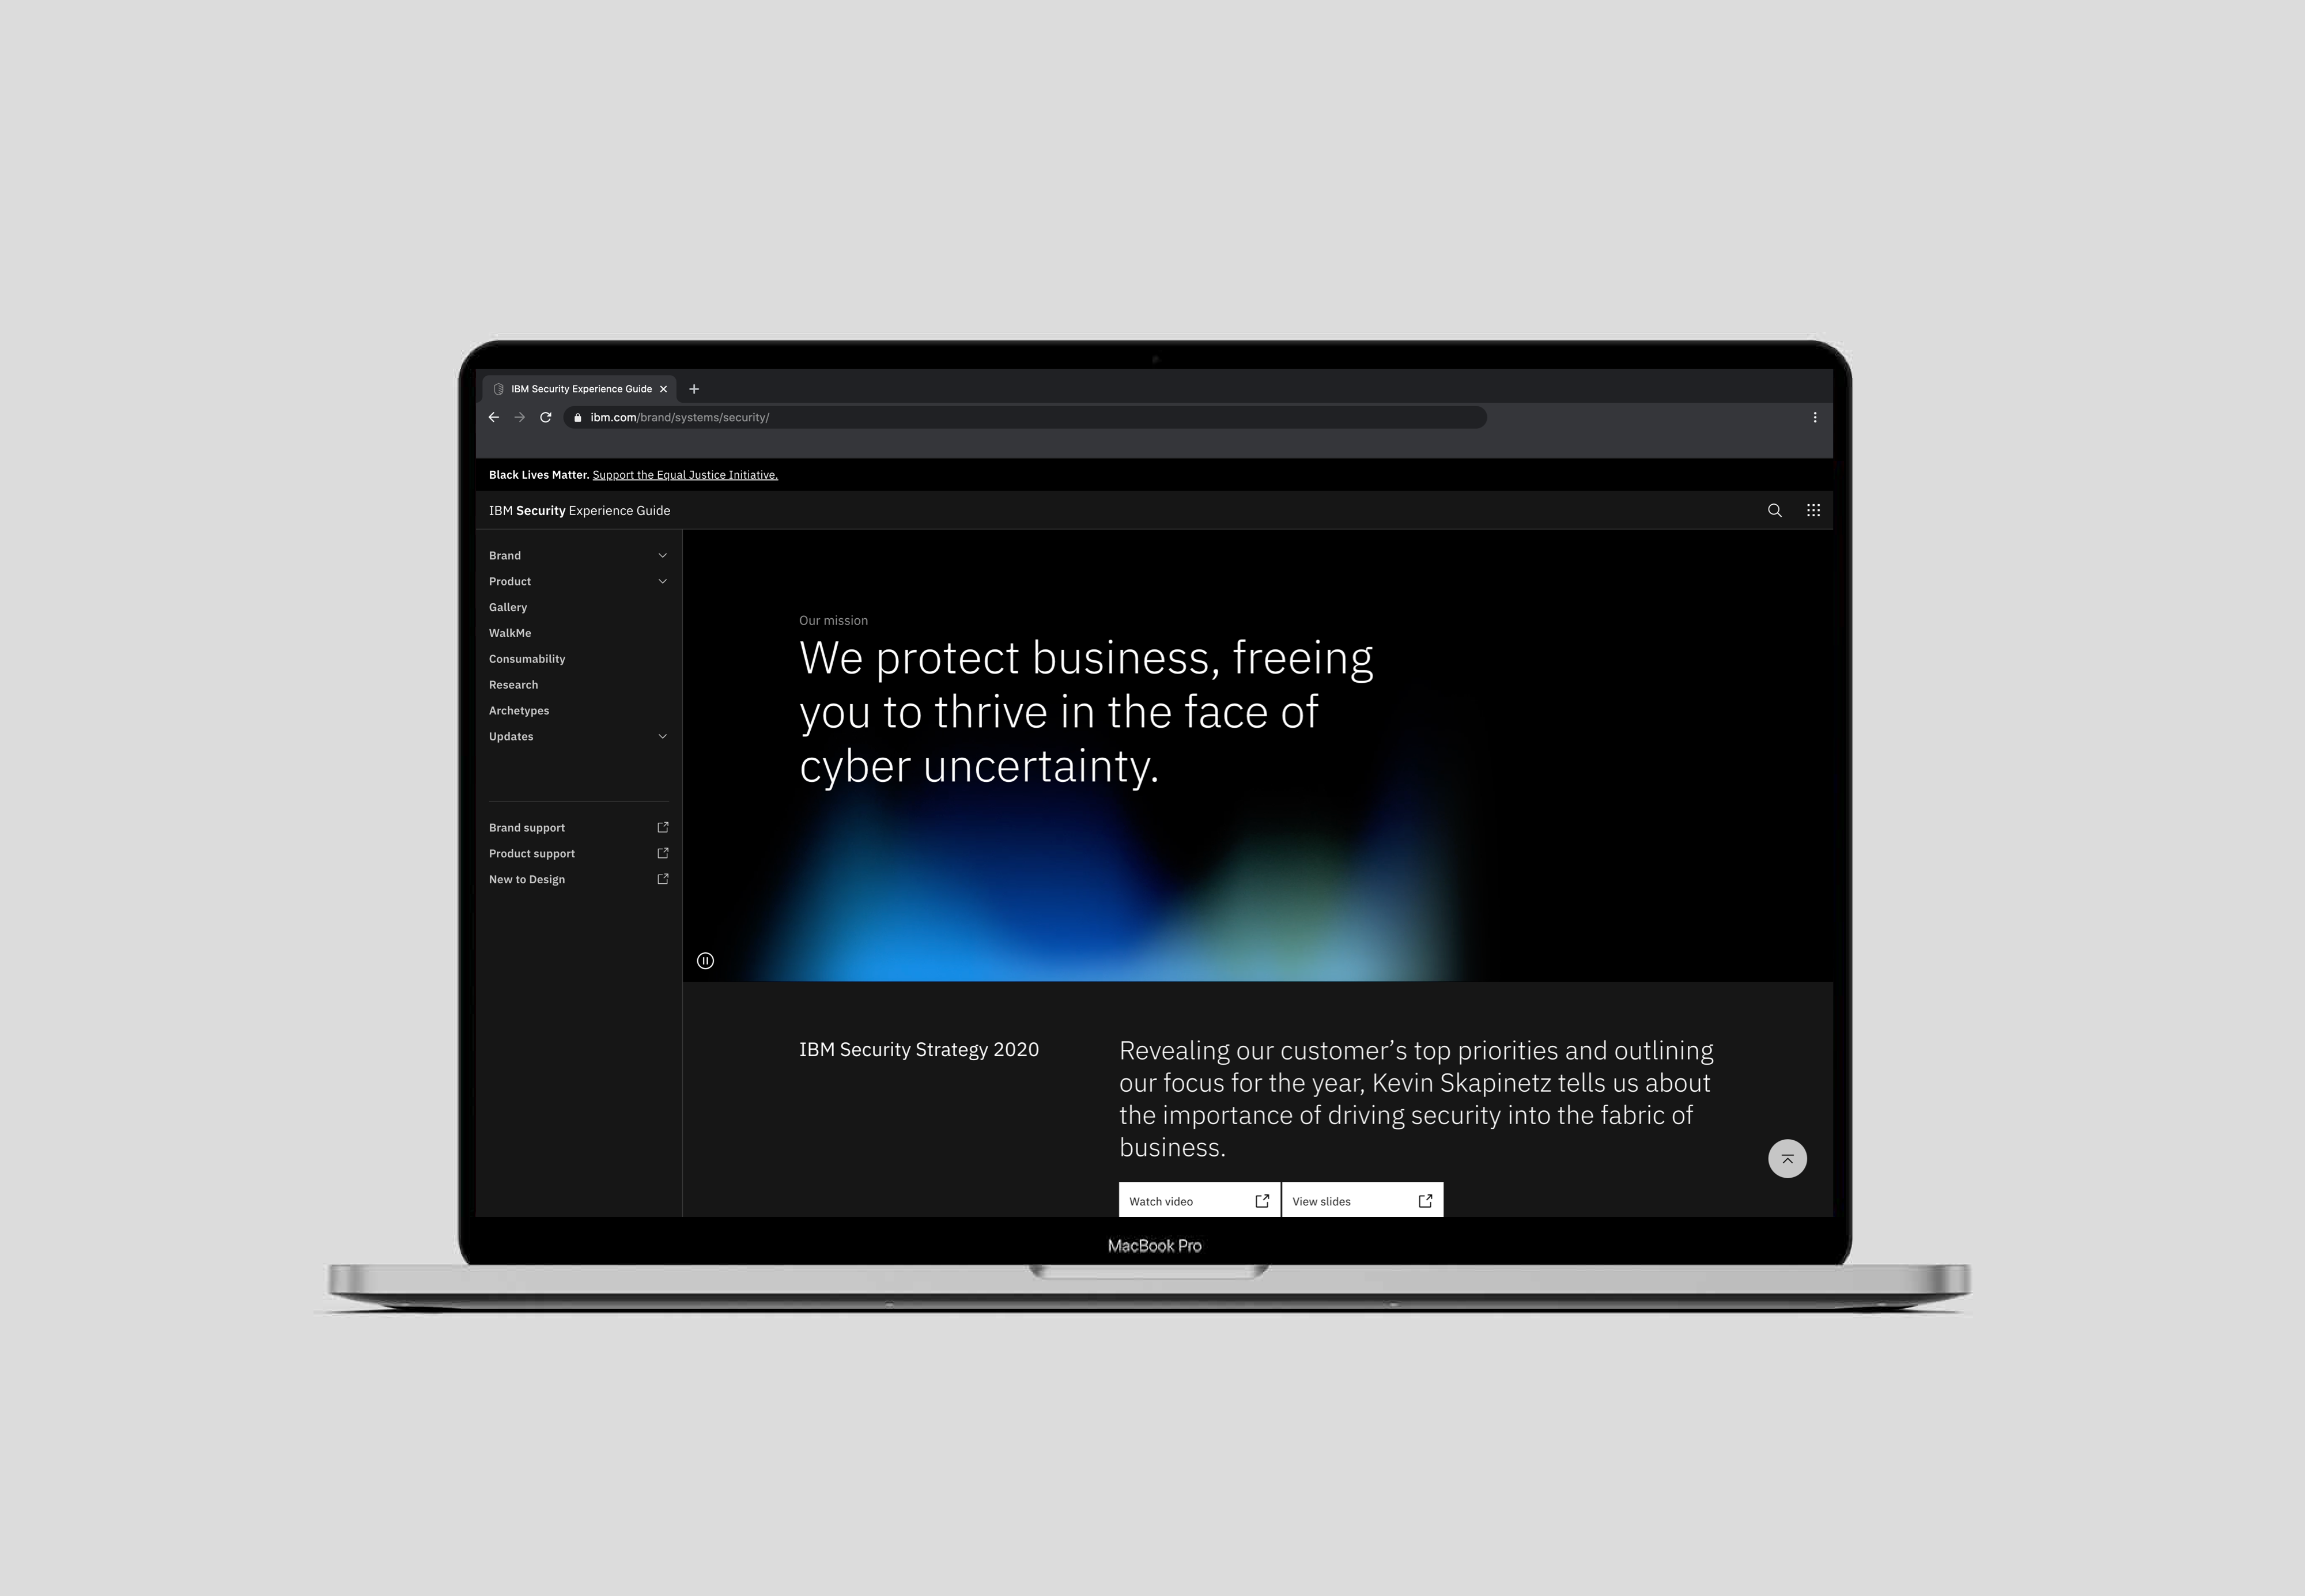 IBM Security Experience Guide
ibm.com/brand/systems/security/
Black Lives Matter. Support the Equal Justice Initiative.
IBM Security Experience Guide
Brand
Product
Gallery
WalkMe
Consumability
Research
Archetypes
Updates
Brand support
Product support
New to Design
Our mission
We protect business, freeing
you to thrive in the face of
cyber uncertainty.
IBM Security Strategy 2020
Revealing our customer’s top priorities and outlining
our focus for the year, Kevin Skapinetz tells us about
the importance of driving security into the fabric of
business.
Watch video
View slides
MacBook Pro